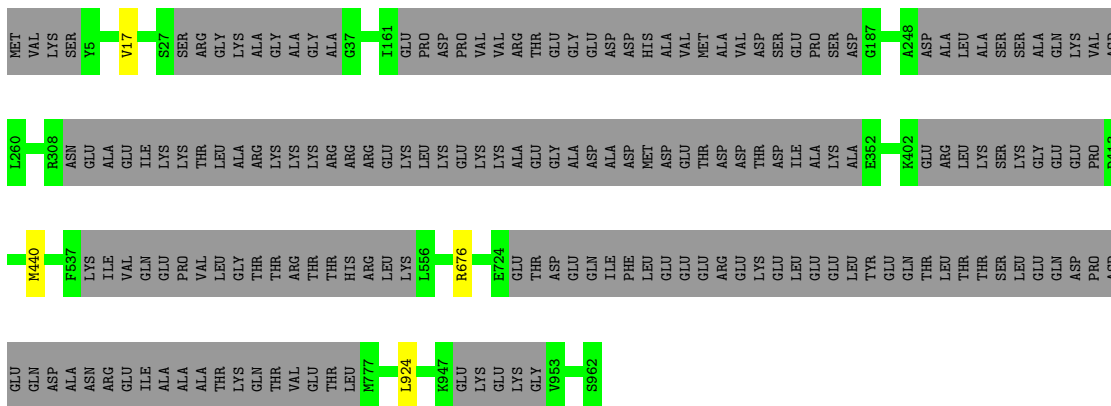 MET VAL LYS SER Y5 V17 S27 SER ARG GLY LYS ALA GLY ALA GLY ALA G37 I161 GLU PRO ASP PRO VAL VAL ARG THR GLU GLY GLU ASP ASP HIS ALA VAL MET ALA VAL ASP SER GLU PRO SER ASP G187 A248 ASP ALA LEU ALA SER SER ALA GLN LYS VAL
L260 R308 ASN GLU ALA GLU ILE LYS LYS THR LEU ALA ARG LYS LYS LYS ARG ARG ARG GLU LYS LEU LYS GLU LYS LYS ALA GLU GLY ALA ASP ALA ASP MET ASP GLU THR ASP ASP THR ASP ILE ALA LYS ALA E352 K402 GLU ARG LEU LYS SER LYS GLY GLU GLU PRO
M440 F537 LYS ILE VAL GLN GLU PRO VAL LEU GLY THR THR ARG THR THR HIS ARG LEU LYS L556 R676 E724 GLU THR ASP GLU GLN ILE PHE LEU GLU GLU GLU ARG GLU LYS GLU LEU GLU GLU LEU TYR GLU GLN THR LEU THR THR SER LEU GLU GLN ASP PRO
GLU GLN ASP ALA ASN ARG GLU ILE ALA ALA ALA THR LYS GLN THR VAL GLU THR LEU M777 L924 K947 GLU LYS GLU LYS GLY V953 S962